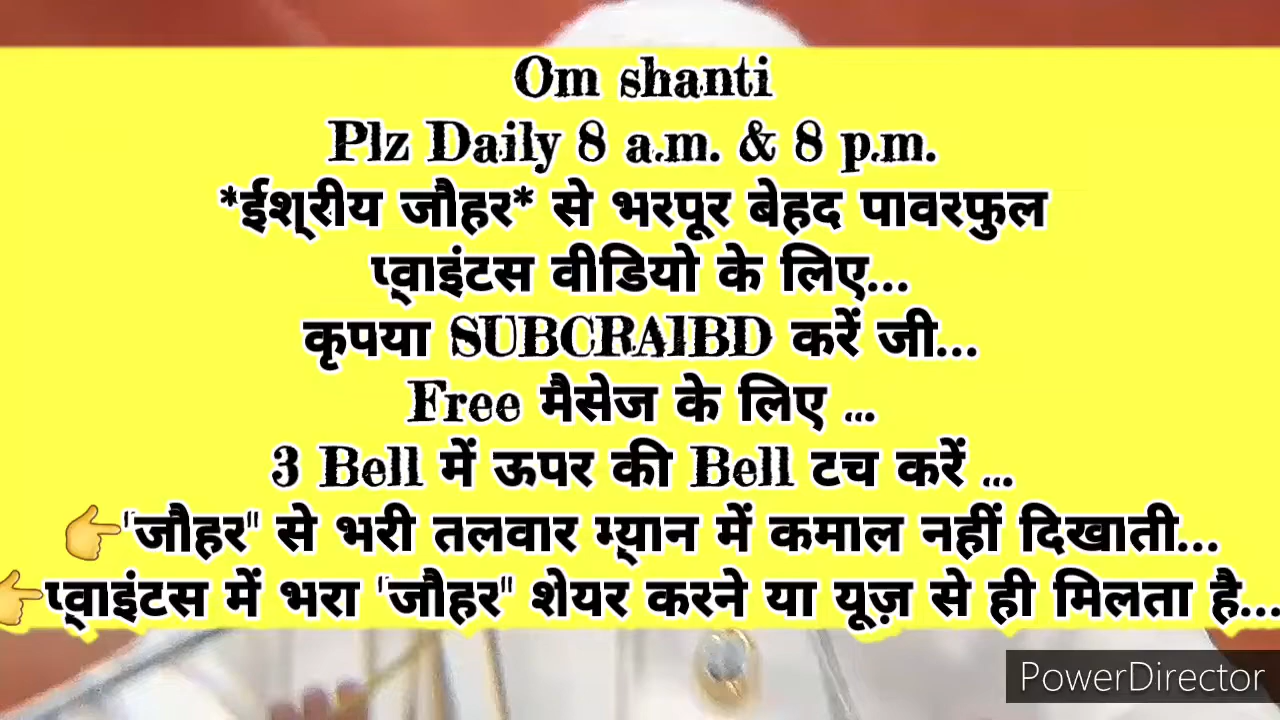 Om shanti
Plz Daily 8 a.m. & 8 p.m.
*ईश्रीय जौहर* से भरपूर बेहद पावरफुल
प्वाइंटस वीडियो के लिए...
कृपया SUBCRAIBD करें जी...
Free मैसेज के लिए ...
3 Bell में ऊपर की Bell टच करें ...
👉"जौहर" से भरी तलवार म्यान में कमाल नहीं दिखाती...
👉प्वाइंटस में भरा "जौहर" शेयर करने या यूज़ से ही मिलता है...
PowerDirector